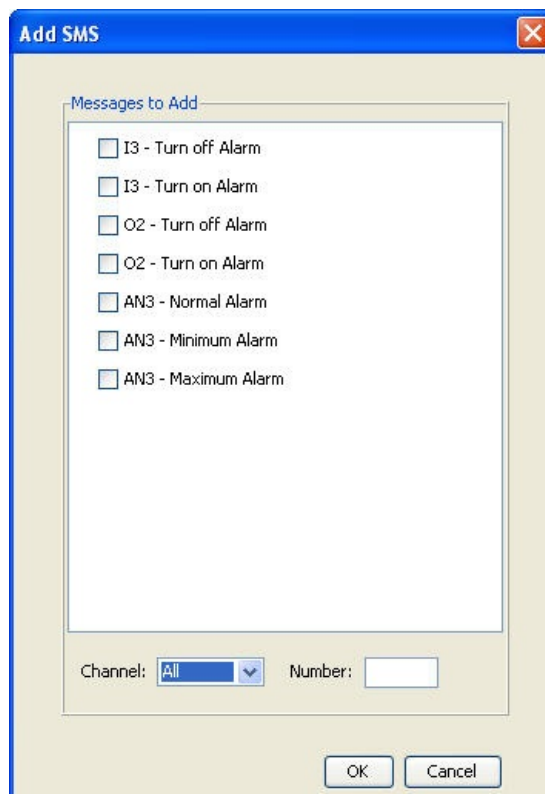 Add SMS
Messages to Add
I3 - Turn off Alarm
I3 - Turn on Alarm
O2 - Turn off Alarm
O2 - Turn on Alarm
AN3 - Normal Alarm
AN3 - Minimum Alarm
AN3 - Maximum Alarm
Channel: All Number:
OK Cancel